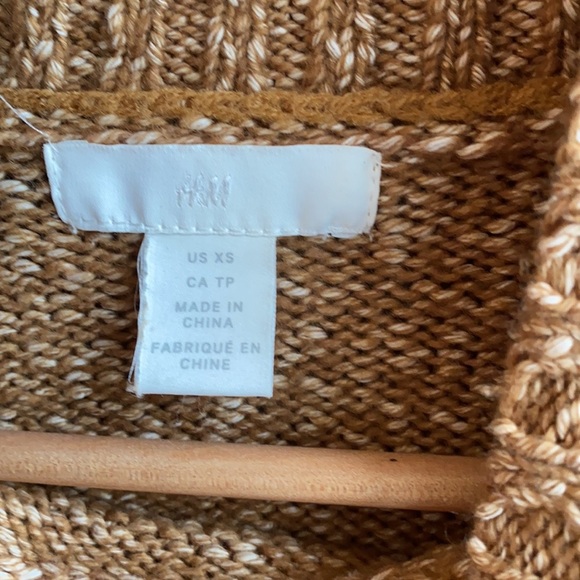 H&M
US XS
CA TP
MADE IN
CHINA
FABRIQUÉ EN
CHINE